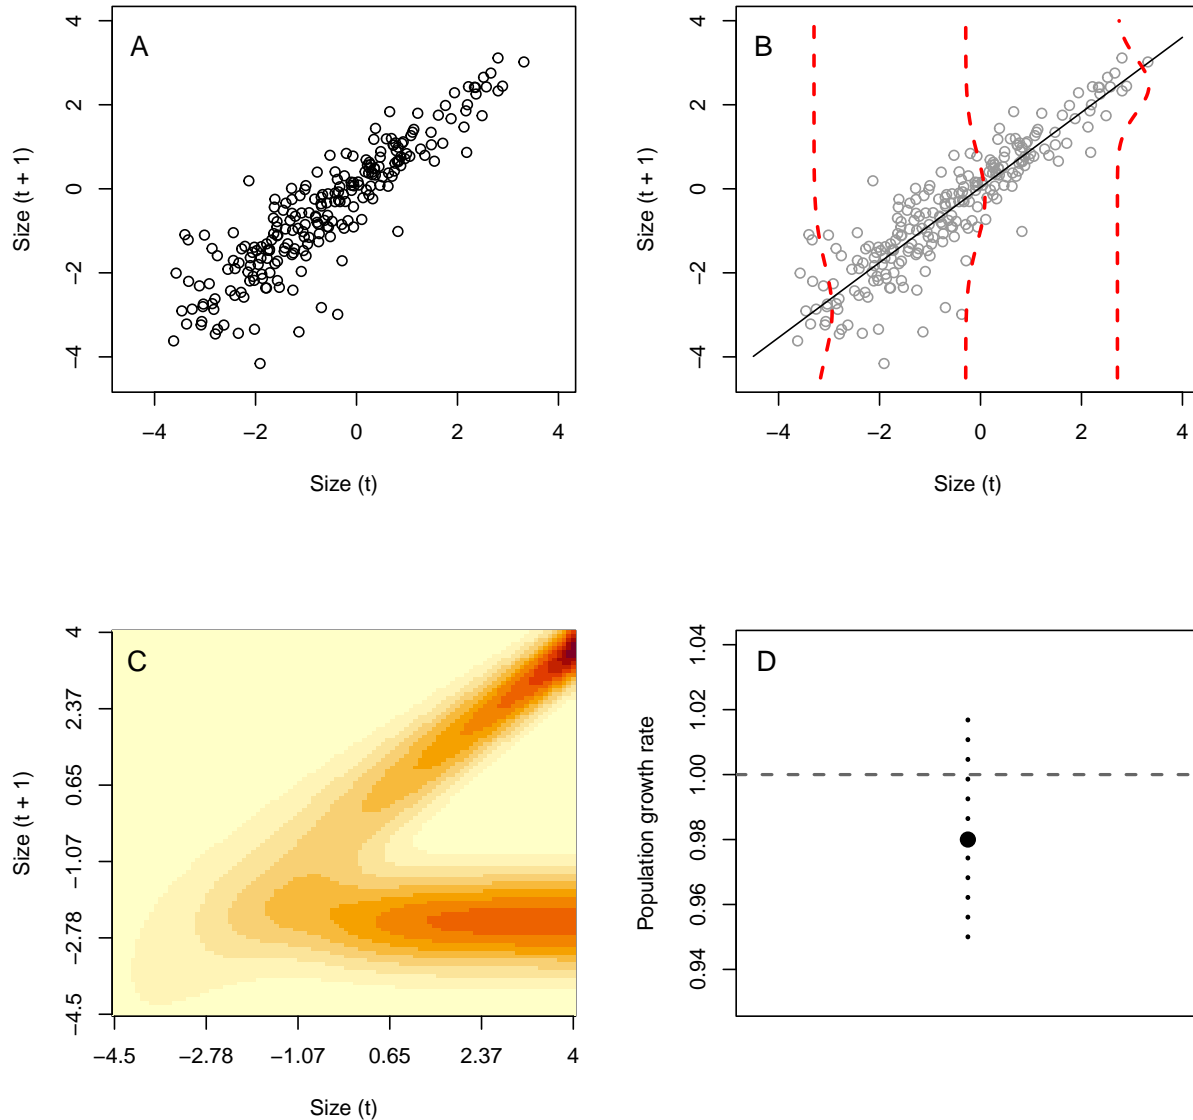 A
4
2
0
−2
−4
Size (t + 1)
−4 −2 0 2 4
Size (t)
B
4
2
0
−2
−4
Size (t + 1)
−4 −2 0 2 4
Size (t)
C
4
2.37
0.65
−1.07
−2.78
−4.5
Size (t + 1)
−4.5 −2.78 −1.07 0.65 2.37 4
Size (t)
D
1.04
1.02
1.00
0.98
0.96
0.94
Population growth rate